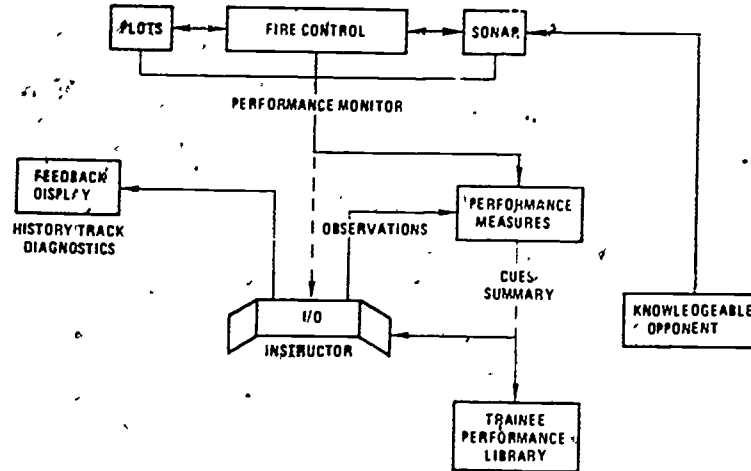 PLOTS
FIRE CONTROL
SONAR
PERFORMANCE MONITOR
FEEDBACK
DISPLAY
HISTORY TRACK
DIAGNOSTICS
OBSERVATIONS
PERFORMANCE
MEASURES
CUES
SUMMARY
I/O
INSTRUCTOR
KNOWLEDGEABLE
OPPONENT
TRAINEE
PERFORMANCE
LIBRARY